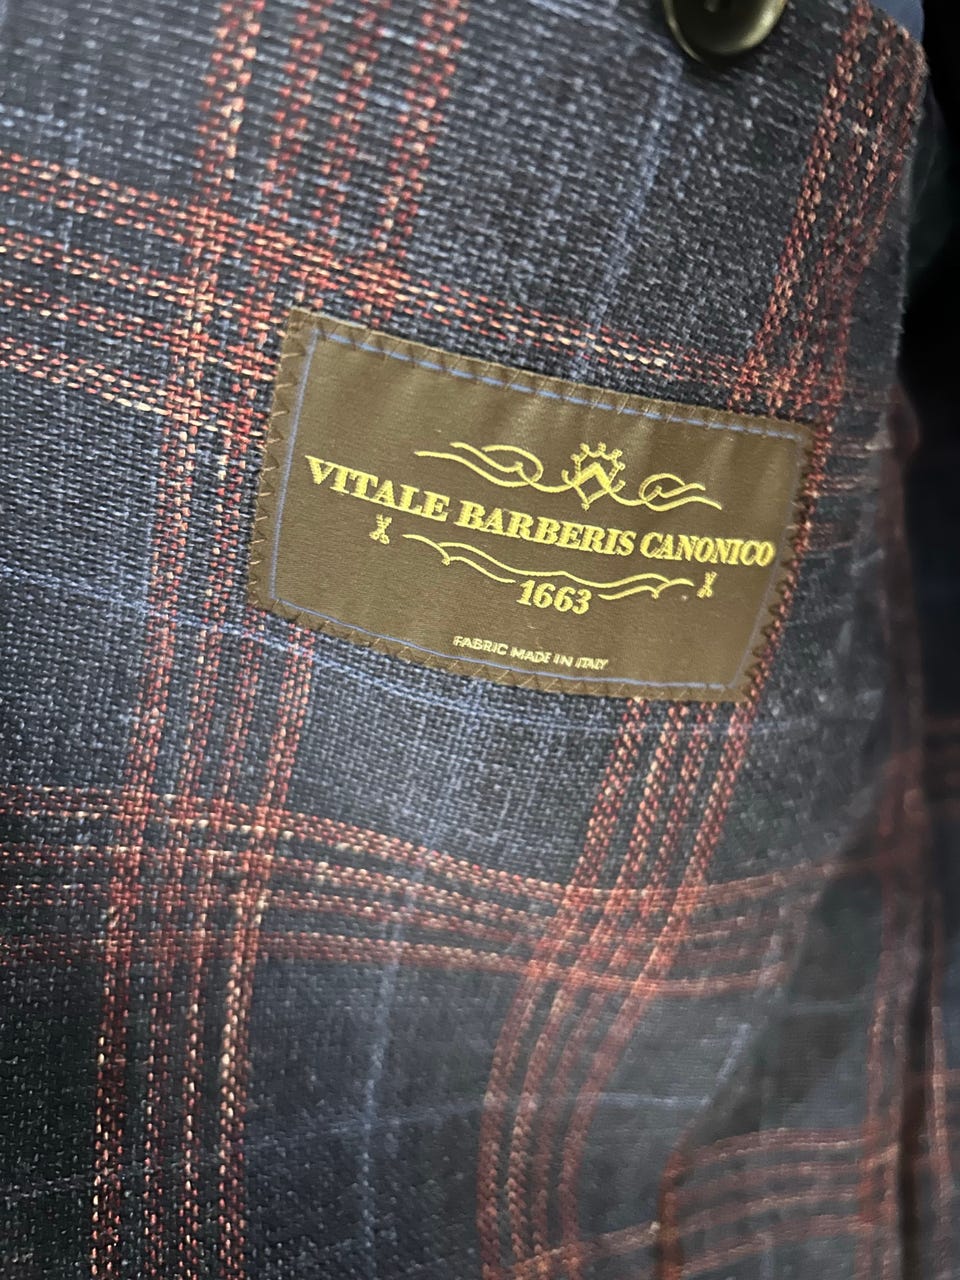 VITALE BARBERIS CANONICO
1663
FABRIC MADE IN ITALY